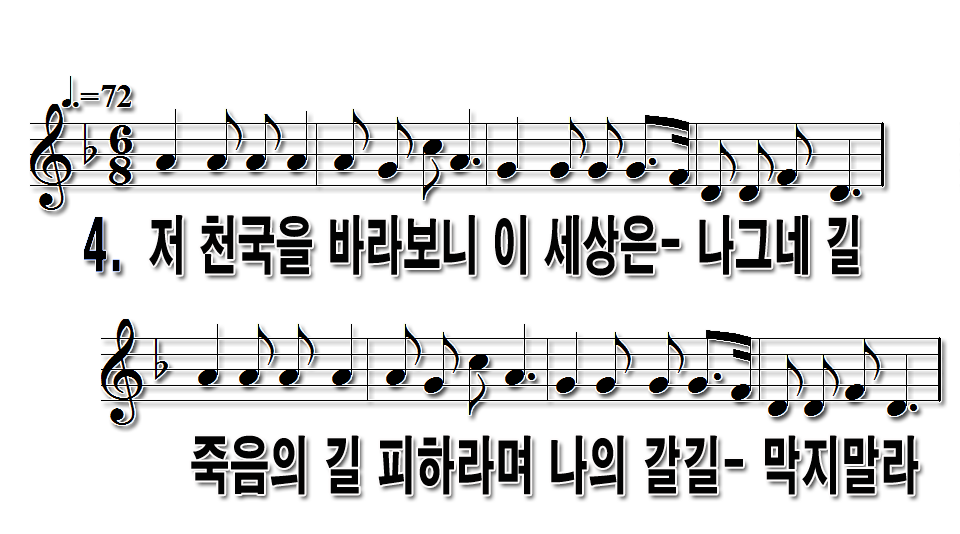 ♩.=72
6
8
4. 저 천국을 바라보니 이 세상은- 나그네 길
죽음의 길 피하라며 나의 갈길- 막지말라